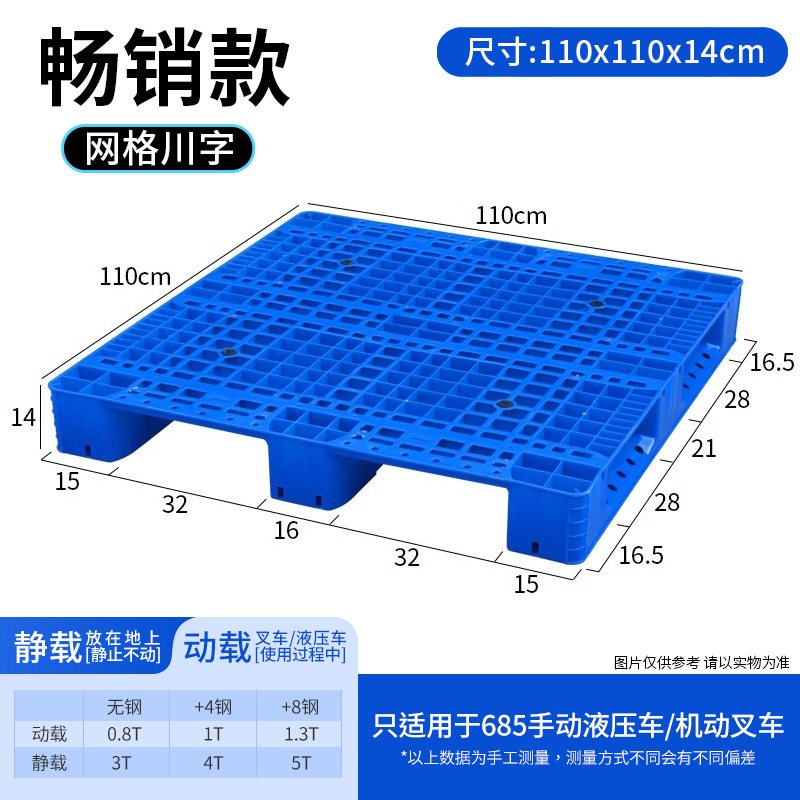 畅销款
网格川字
尺寸:110x110x14cm
110cm
110cm
14
15
32
16
32
15
16.5
28
21
28
16.5
图片仅供参考 请以实物为准
静载 放在地上
[静止不动]
动载 叉车/液压车
[使用过程中]
无钢 +4钢 +8钢
动载 0.8T 1T 1.3T
静载 3T 4T 5T
只适用于685手动液压车/机动叉车
*以上数据为手工测量，测量方式不同会有不同偏差